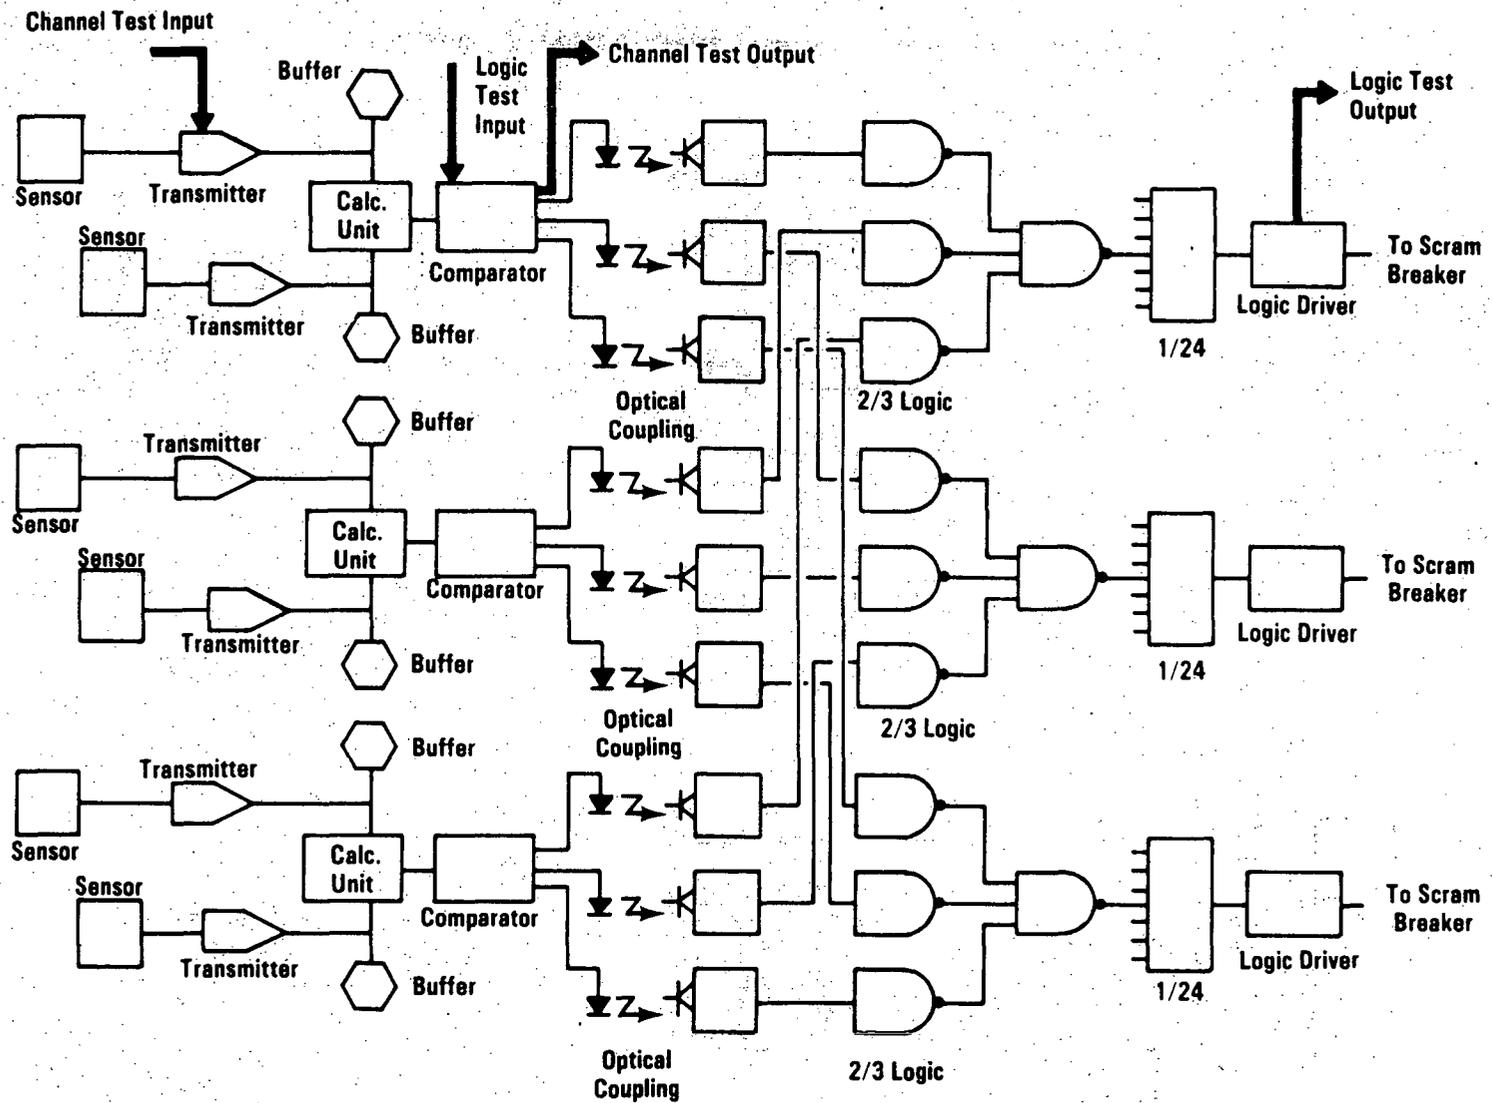 Channel Test Input
Buffer
Logic
Test
Input
Channel Test Output
Logic Test
Output
Sensor
Transmitter
Calc.
Unit
Sensor
Comparator
To Scram
Breaker
Logic Driver
Transmitter
Buffer
1/24
Optical
Coupling
2/3 Logic
Buffer
Transmitter
Sensor
Calc.
Unit
Sensor
Comparator
To Scram
Breaker
Logic Driver
Transmitter
Buffer
1/24
Optical
Coupling
2/3 Logic
Buffer
Transmitter
Sensor
Calc.
Unit
Sensor
Comparator
To Scram
Breaker
Logic Driver
Transmitter
Buffer
1/24
Optical
Coupling
2/3 Logic